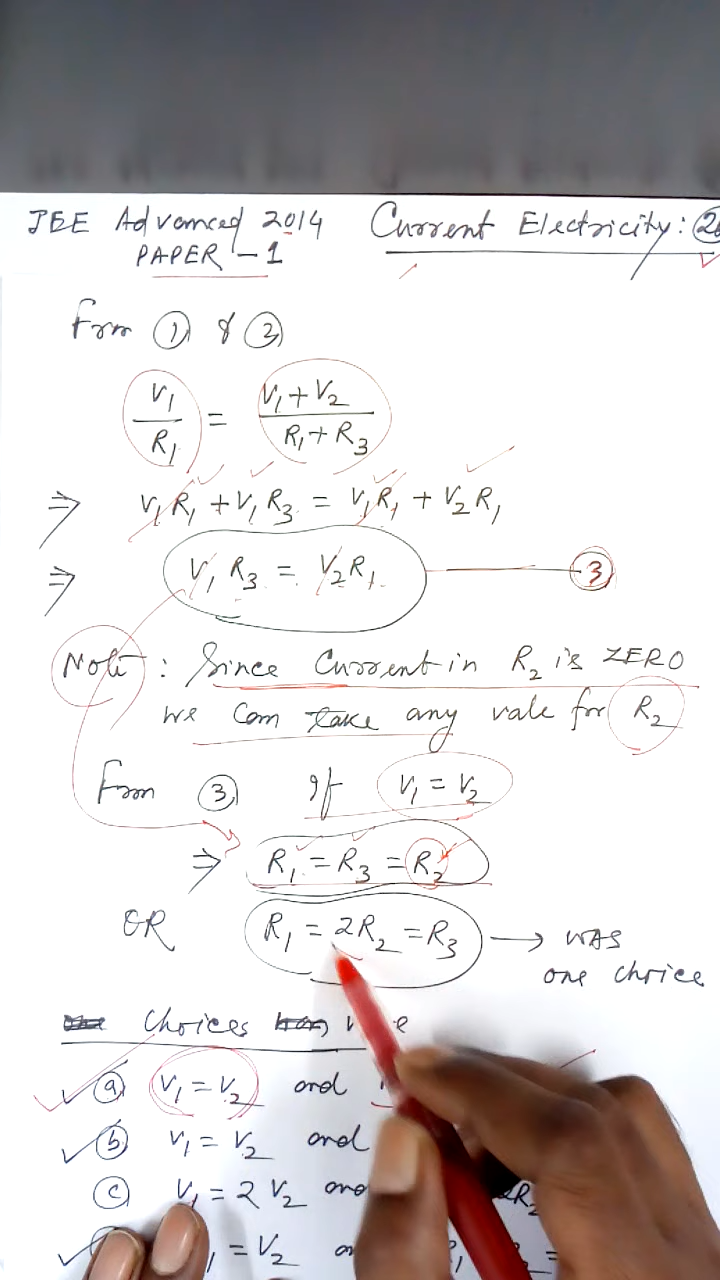 JEE Advanced 2014 Current Electricity:
PAPER-1
From ① & ②
V₁/R₁ = (V₁+V₂)/(R₁+R₃)
⇒ V₁R₁ + V₁R₃ = V₁R₁ + V₂R₁
⇒ V₁R₃ = V₂R₁ ③
Note: Since Current in R₂ is ZERO
we can take any vale for R₂
From ③ If V₁ = V₂
⇒ R₁ = R₃ = R₂
OR R₁ = 2R₂ = R₃ → WAS
one choice
Choices
ⓐ V₁ = V₂ and
ⓑ V₁ = V₂ and
ⓒ V₁ = 2V₂ and 2R₂
= V₂